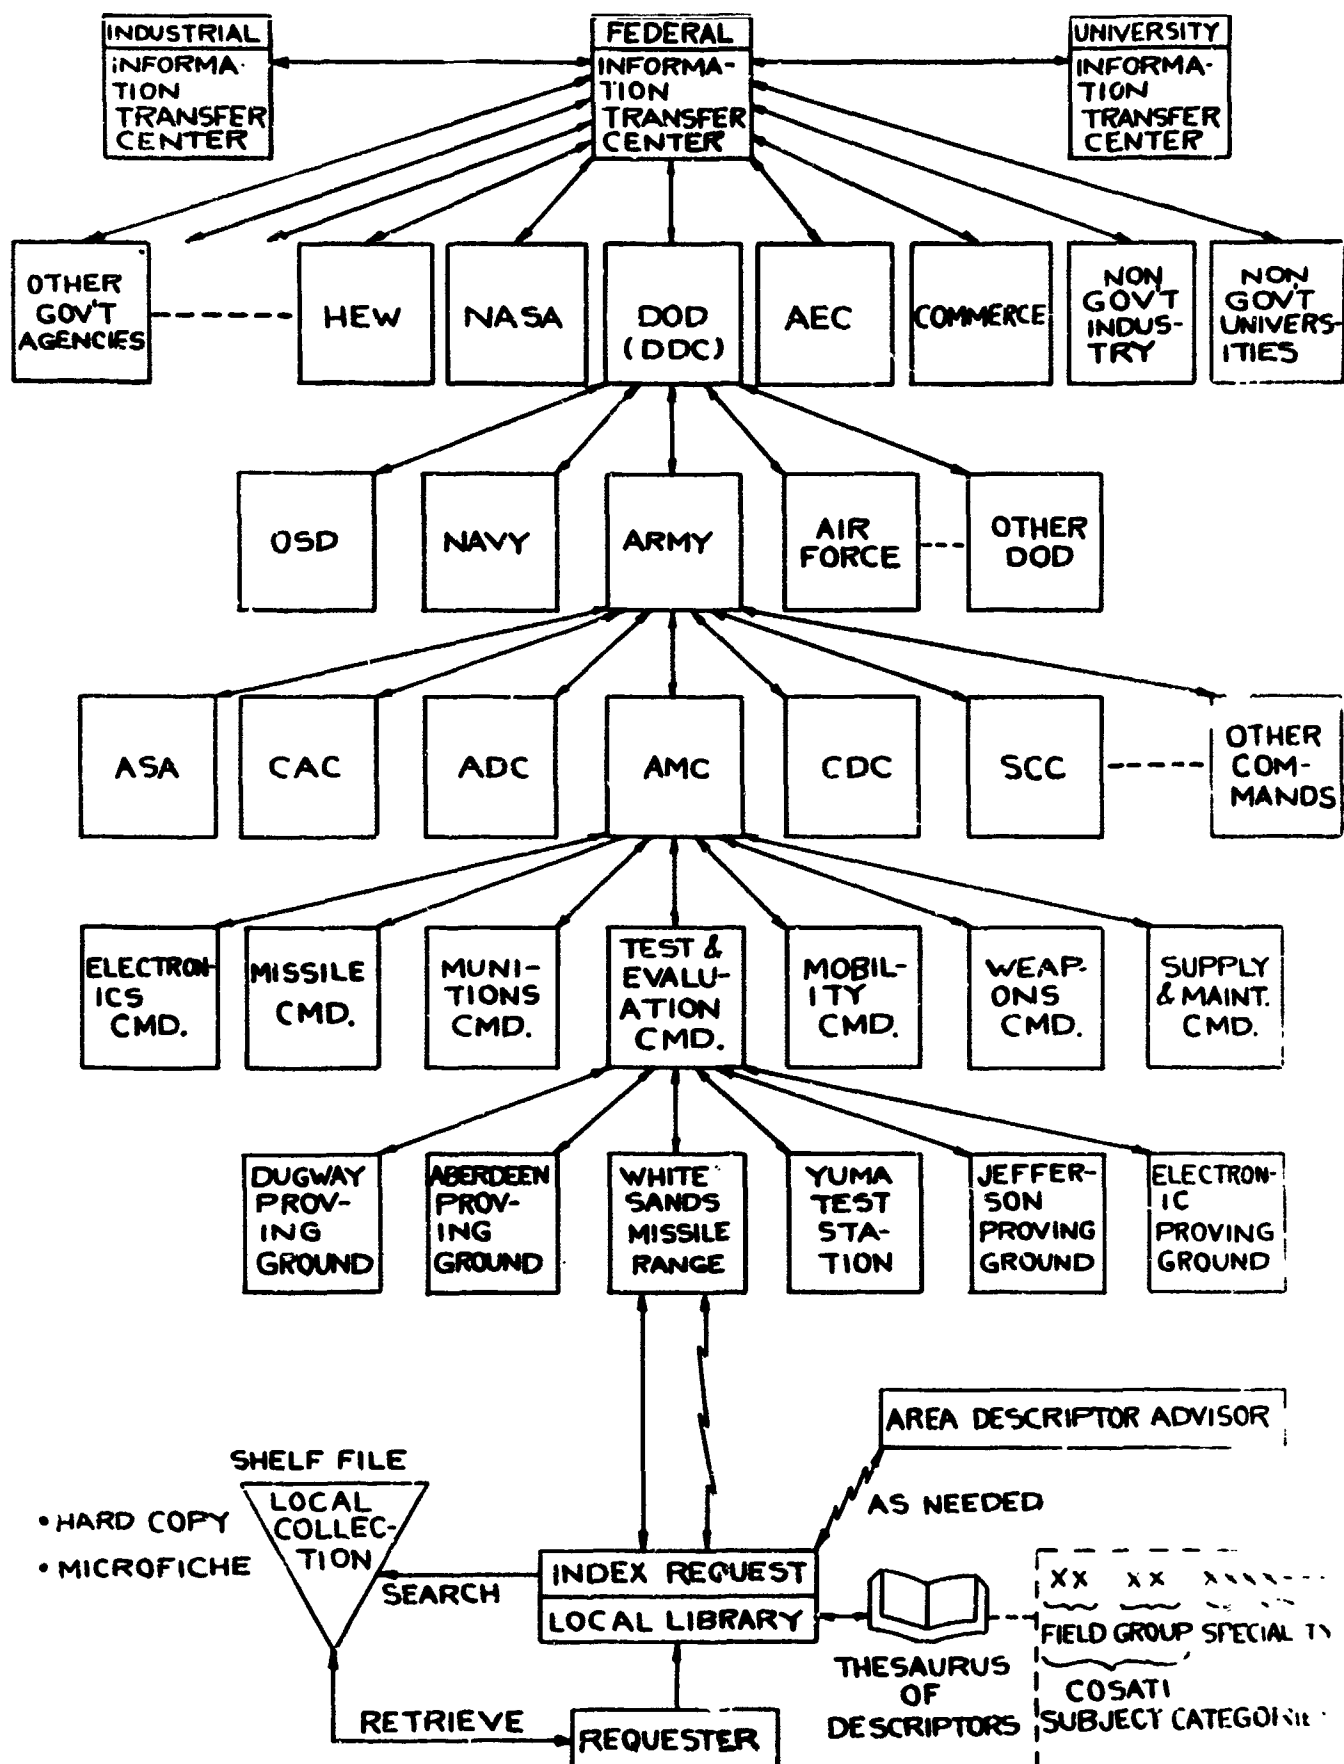 INDUSTRIAL
INFORMA-
TION
TRANSFER
CENTER
FEDERAL
INFORMA-
TION
TRANSFER
CENTER
UNIVERSITY
INFORMA-
TION
TRANSFER
CENTER
OTHER
GOV'T
AGENCIES
HEW
NASA
DOD
(DDC)
AEC
COMMERCE
NON
GOV'T
INDUS-
TRY
NON
GOV'T
UNIVERS-
ITIES
OSD
NAVY
ARMY
AIR
FORCE
OTHER
DOD
ASA
CAC
ADC
AMC
CDC
SCC
OTHER
COM-
MANDS
ELECTRON-
ICS
CMD.
MISSILE
CMD.
MUNI-
TIONS
CMD.
TEST &
EVALU-
ATION
CMD.
MOBIL-
ITY
CMD.
WEAP-
ONS
CMD.
SUPPLY
& MAINT.
CMD.
DUGWAY
PROV-
ING
GROUND
ABERDEEN
PROV-
ING
GROUND
WHITE
SANDS
MISSILE
RANGE
YUMA
TEST
STA-
TION
JEFFER-
SON
PROVING
GROUND
ELECTRON-
IC
PROVING
GROUND
AREA DESCRIPTOR ADVISOR
AS NEEDED
SHELF FILE
LOCAL
COLLEC-
TION
• HARD COPY
• MICROFICHE
SEARCH
INDEX REQUEST
LOCAL LIBRARY
RETRIEVE
REQUESTER
THESAURUS
OF
DESCRIPTORS
XX XX
FIELD GROUP
COSATI
SUBJECT